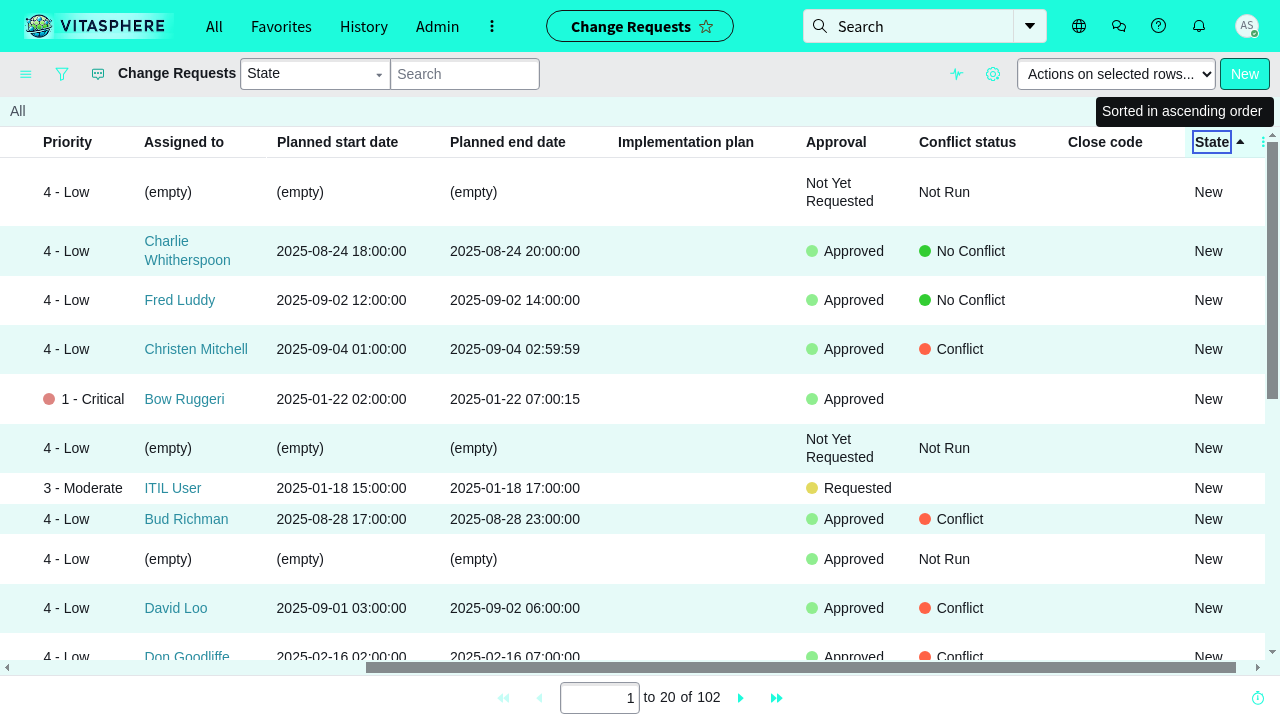 VITASPHERE All Favorites History Admin Change Requests Search AS
Change Requests State Search Actions on selected rows... New
All
Sorted in ascending order
Priority Assigned to Planned start date Planned end date Implementation plan Approval Conflict status Close code State
4 - Low (empty) (empty) (empty) Not Yet Requested Not Run New
4 - Low Charlie Witherspoon 2025-08-24 18:00:00 2025-08-24 20:00:00 Approved No Conflict New
4 - Low Fred Luddy 2025-09-02 12:00:00 2025-09-02 14:00:00 Approved No Conflict New
4 - Low Christen Mitchell 2025-09-04 01:00:00 2025-09-04 02:59:59 Approved Conflict New
1 - Critical Bow Ruggeri 2025-01-22 02:00:00 2025-01-22 07:00:15 Approved New
4 - Low (empty) (empty) (empty) Not Yet Requested Not Run New
3 - Moderate ITIL User 2025-01-18 15:00:00 2025-01-18 17:00:00 Requested New
4 - Low Bud Richman 2025-08-28 17:00:00 2025-08-28 23:00:00 Approved Conflict New
4 - Low (empty) (empty) (empty) Approved Not Run New
4 - Low David Loo 2025-09-01 03:00:00 2025-09-02 06:00:00 Approved Conflict New
4 - Low Don Goodliffe 2025-02-16 02:00:00 2025-02-16 07:00:00 Approved Conflict New
1 to 20 of 102